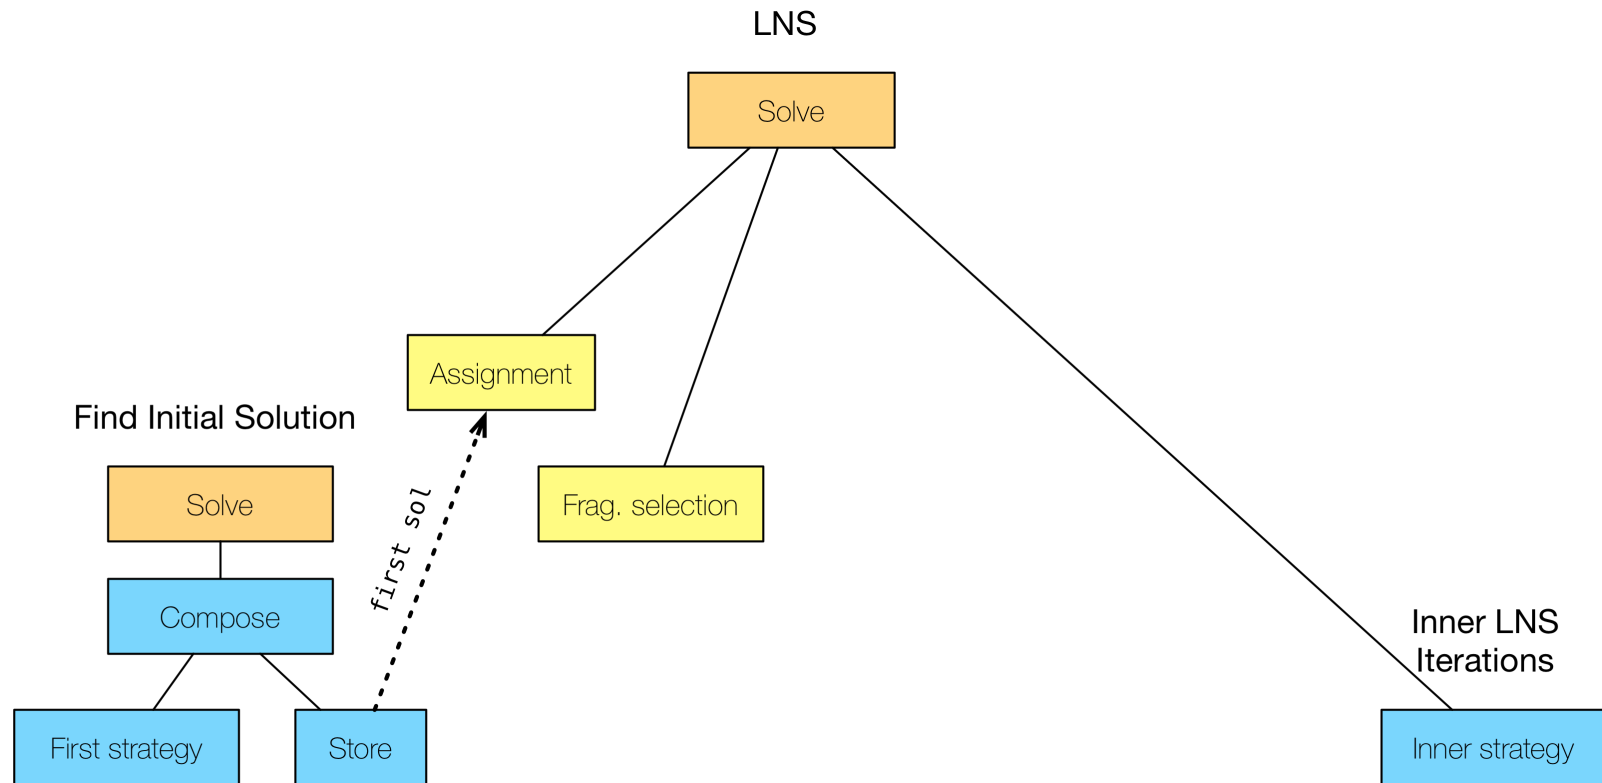 LNS
Solve
Assignment
Find Initial Solution
Solve
Frag. selection
first sol
Compose
Inner LNS
Iterations
First strategy
Store
Inner strategy